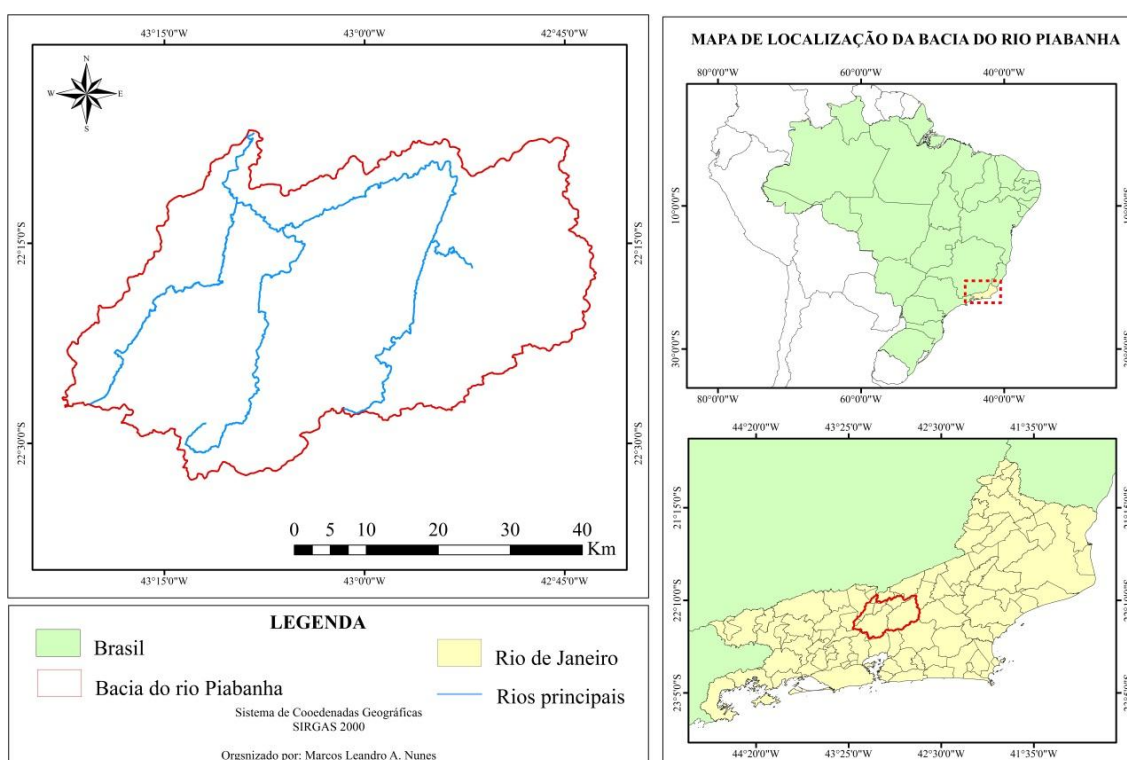 43°15'0"W 43°0'0"W 42°45'0"W
N
W E
S
22°15'0"S 22°15'0"S
22°30'0"S 22°30'0"S
0 5 10 20 30 40
Km
43°15'0"W 43°0'0"W 42°45'0"W
LEGENDA
Brasil
Bacia do rio Piabanha
Rio de Janeiro
Rios principais
Sistema de Cooedenadas Geográficas
SIRGAS 2000
Orgsnizado por: Marcos Leandro A. Nunes
MAPA DE LOCALIZAÇÃO DA BACIA DO RIO PIABANHA
80°0'0"W 60°0'0"W 40°0'0"W
10°0'0"S
30°0'0"S
80°0'0"W 60°0'0"W 40°0'0"W
44°20'0"W 43°25'0"W 42°30'0"W 41°35'0"W
21°15'0"S
22°10'0"S
23°5'0"S
44°20'0"W 43°25'0"W 42°30'0"W 41°35'0"W